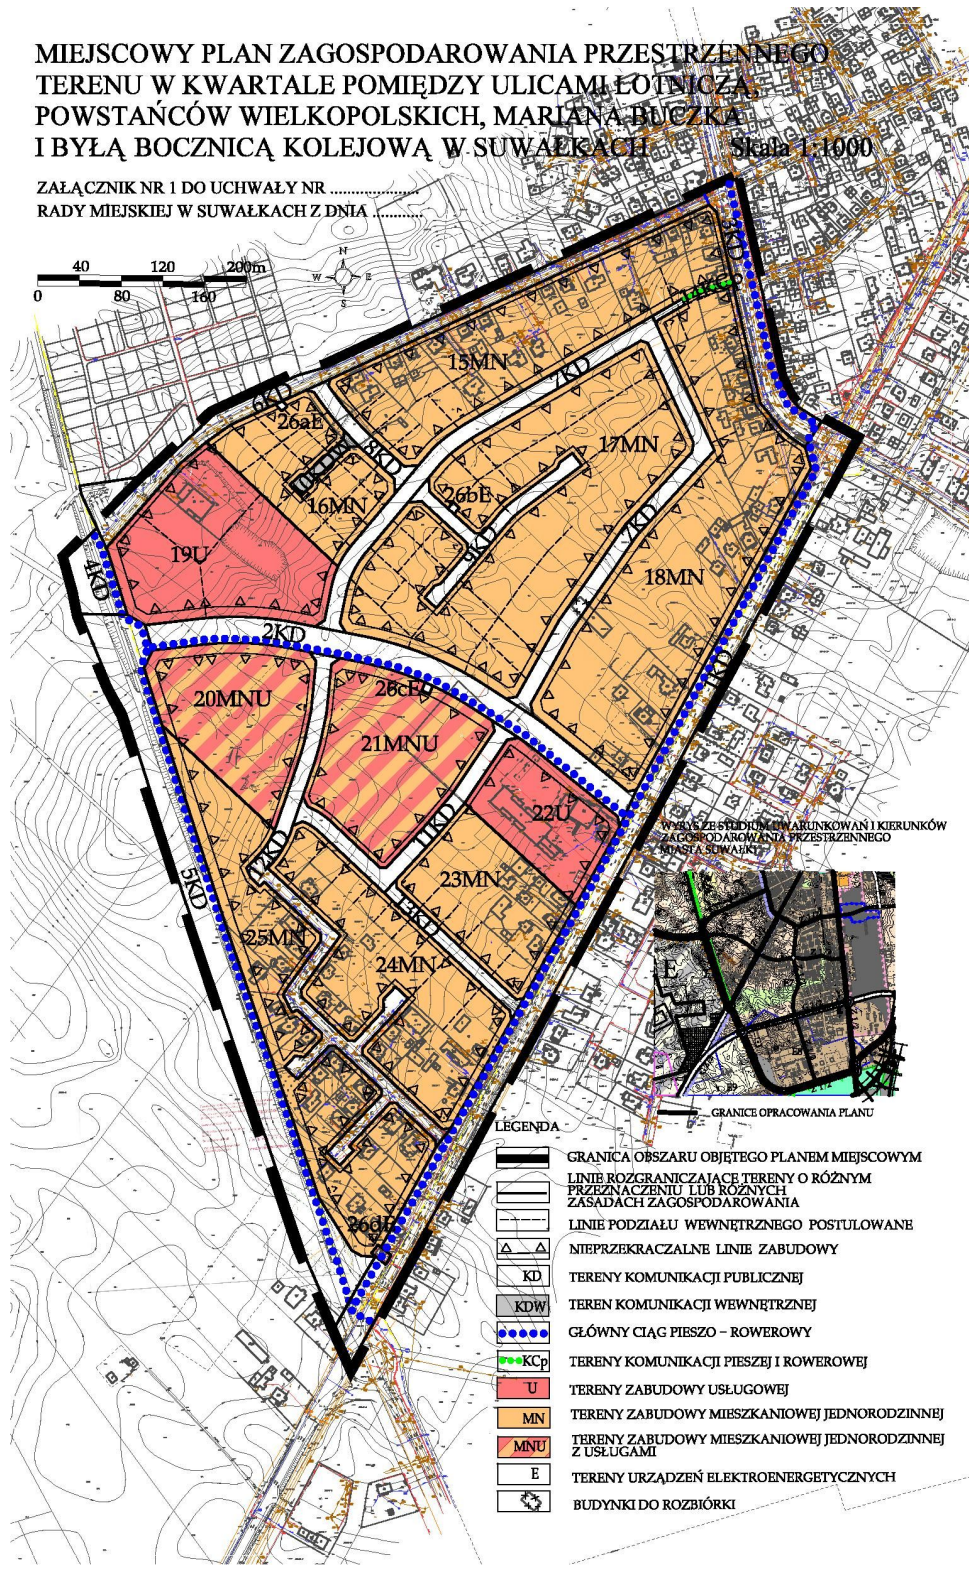 MIEJSCOWY PLAN ZAGOSPODAROWANIA PRZESTRZENNEGO
TERENU W KWARTALE POMIĘDZY ULICAMI LOTNICZĄ,
POWSTAŃCÓW WIELKOPOLSKICH, MARIANA BUCZKA
I BYŁĄ BOCZNICĄ KOLEJOWĄ W SUWAŁKACH Skala 1:1000
ZAŁĄCZNIK NR 1 DO UCHWAŁY NR ....................
RADY MIEJSKIEJ W SUWAŁKACH Z DNIA ............
N
W E
S
40 120 200m
0 80 160
3KD
15MN
7KD
6KD
26aE
8KD
17MN
16MN
26bE
9KD
7KD
19U
18MN
4KD
2KD
1KD
26cE
20MNU
21MNU
22U
11KD
12KD
23MN
5KD
13KD
25MN
24MN
26dE
WYRYS ZE STUDIUM UWARUNKOWAŃ I KIERUNKÓW
ZAGOSPODAROWANIA PRZESTRZENNEGO
MIASTA SUWAŁKI
E
GRANICE OPRACOWANIA PLANU
LEGENDA
GRANICA OBSZARU OBJĘTEGO PLANEM MIEJSCOWYM
LINIE ROZGRANICZAJĄCE TERENY O RÓŻNYM
PRZEZNACZENIU LUB RÓŻNYCH
ZASADACH ZAGOSPODAROWANIA
LINIE PODZIAŁU WEWNĘTRZNEGO POSTULOWANE
NIEPRZEKRACZALNE LINIE ZABUDOWY
KD TERENY KOMUNIKACJI PUBLICZNEJ
KDW TEREN KOMUNIKACJI WEWNĘTRZNEJ
GŁÓWNY CIĄG PIESZO – ROWEROWY
KCp TERENY KOMUNIKACJI PIESZEJ I ROWEROWEJ
U TERENY ZABUDOWY USŁUGOWEJ
MN TERENY ZABUDOWY MIESZKANIOWEJ JEDNORODZINNEJ
MNU TERENY ZABUDOWY MIESZKANIOWEJ JEDNORODZINNEJ
Z USŁUGAMI
E TERENY URZĄDZEŃ ELEKTROENERGETYCZNYCH
BUDYNKI DO ROZBIÓRKI